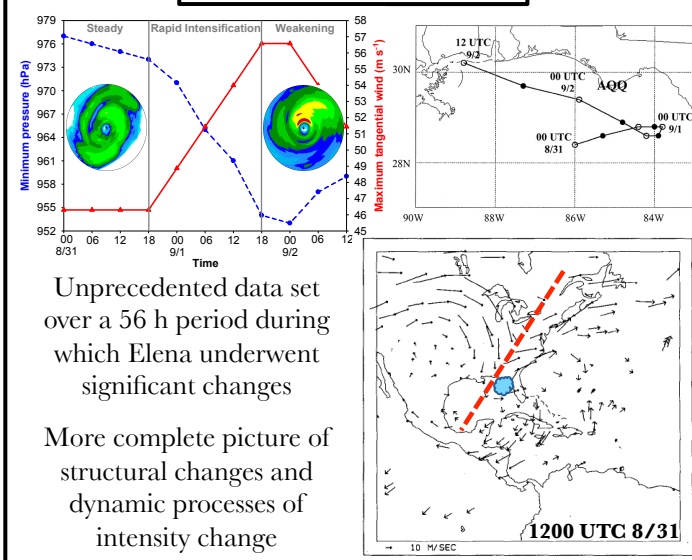 Steady
Rapid Intensification
Weakening
Minimum pressure (hPa)
979
976
973
970
967
964
961
958
955
952
58
57
56
55
54
53
52
51
50
49
48
47
46
45
Maximum tangential wind (m s⁻¹)
00 06 12 18 00 06 12 18 00 06 12
8/31 9/1 9/2
Time
12 UTC
9/2
00 UTC
9/2
AQQ
00 UTC
9/1
00 UTC
8/31
30N
28N
90W 88W 86W 84W
Unprecedented data set
over a 56 h period during
which Elena underwent
significant changes
More complete picture of
structural changes and
dynamic processes of
intensity change
1200 UTC 8/31
10 M/SEC